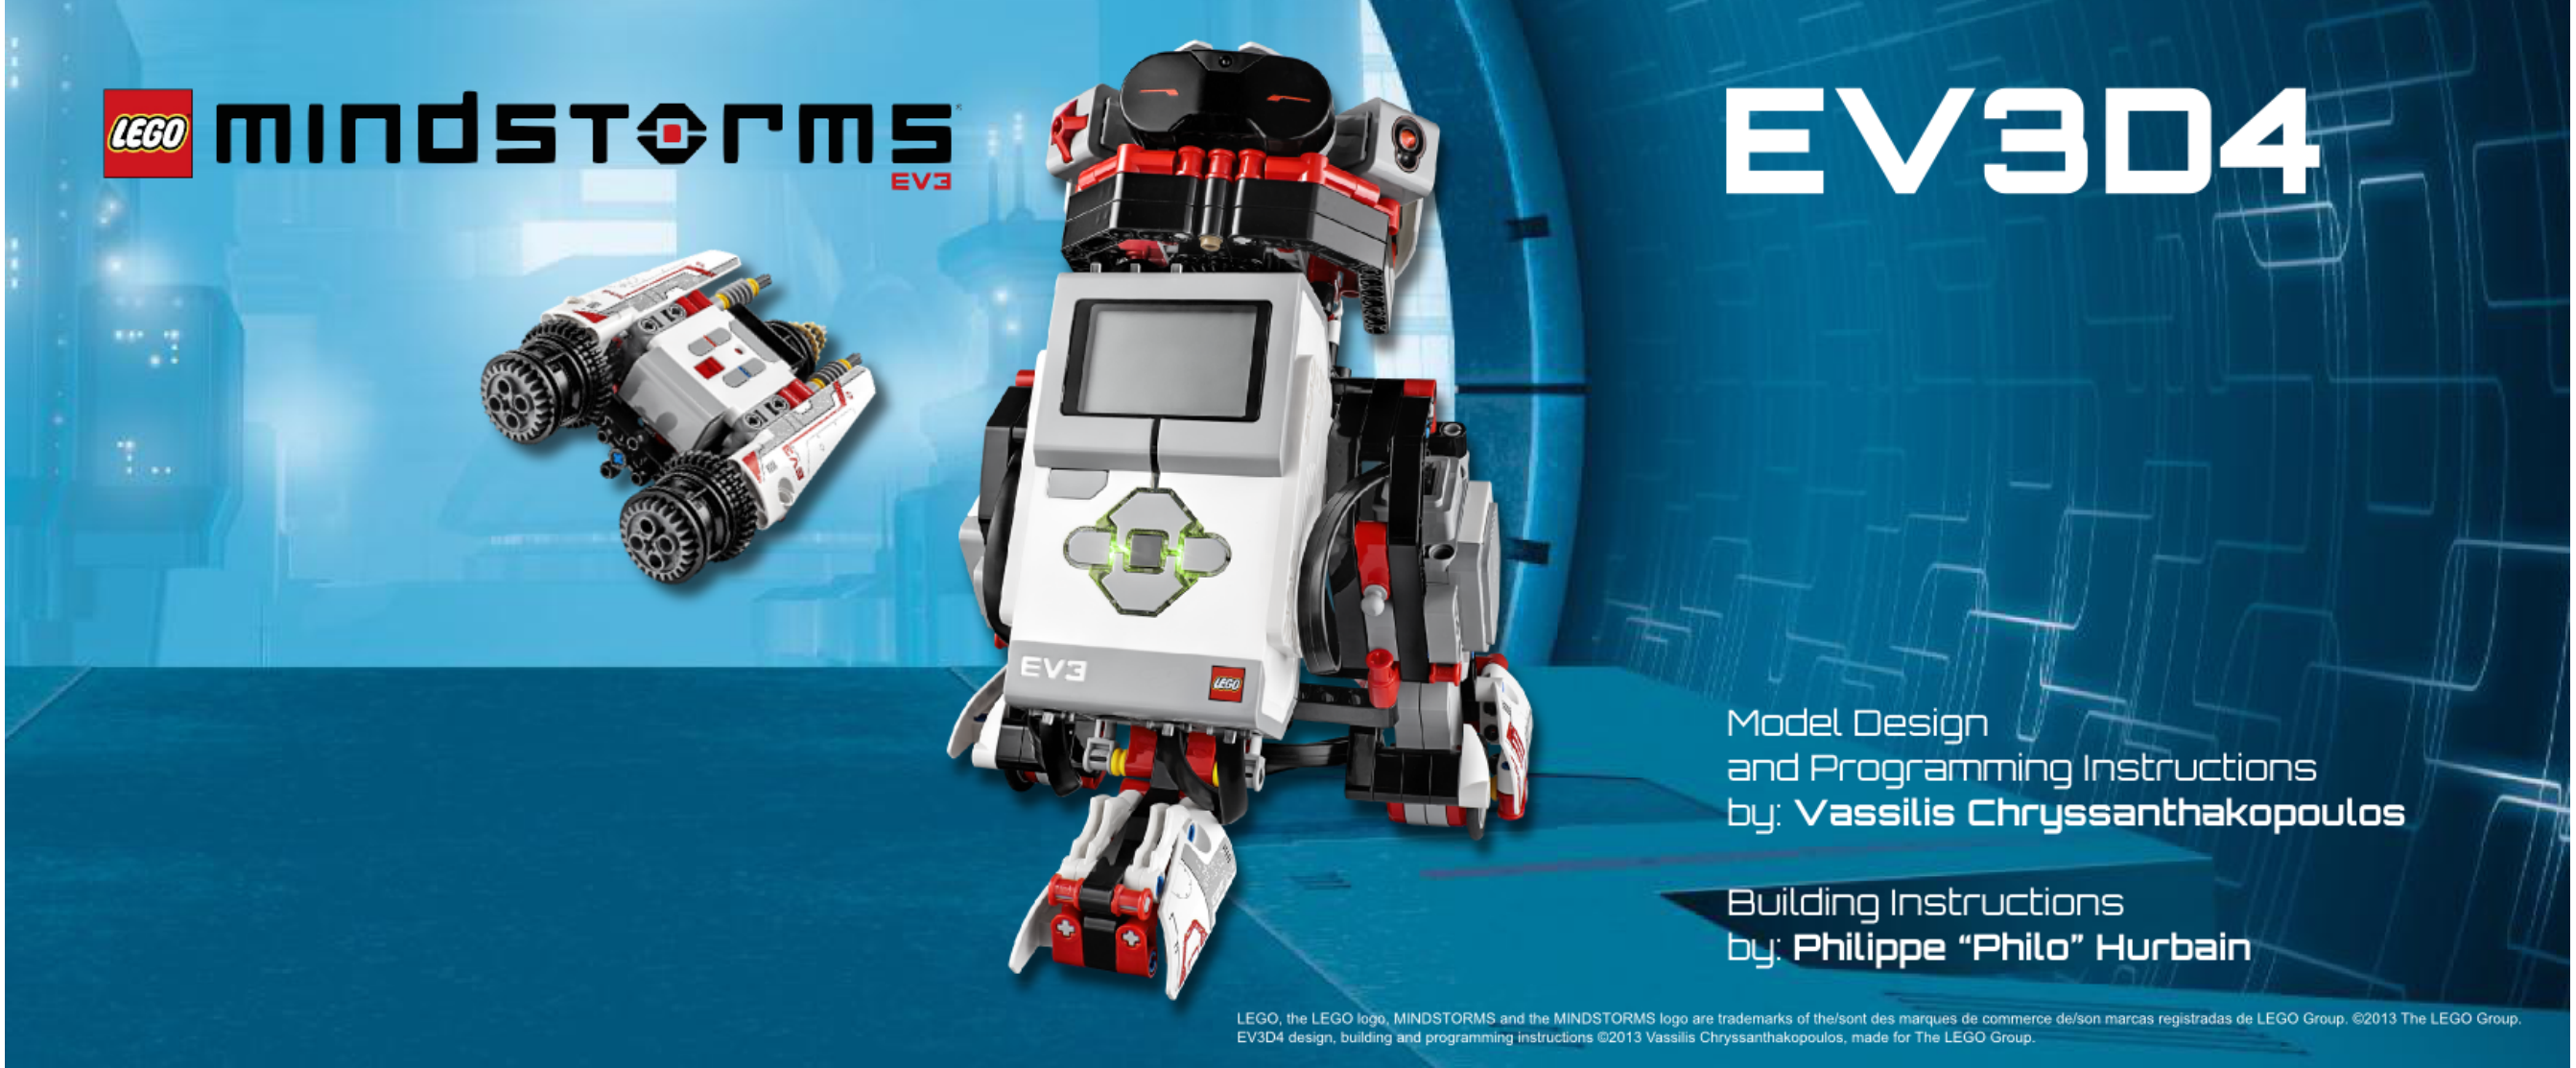 LEGO mindstorms
EV3
EV3D4
EV3
LEGO
Model Design
and Programming Instructions
by: Vassilis Chryssanthakopoulos
Building Instructions
by: Philippe “Philo” Hurbain
LEGO, the LEGO logo, MINDSTORMS and the MINDSTORMS logo are trademarks of the/sont des marques de commerce de/son marcas registradas de LEGO Group. ©2013 The LEGO Group.
EV3D4 design, building and programming instructions ©2013 Vassilis Chryssanthakopoulos, made for The LEGO Group.